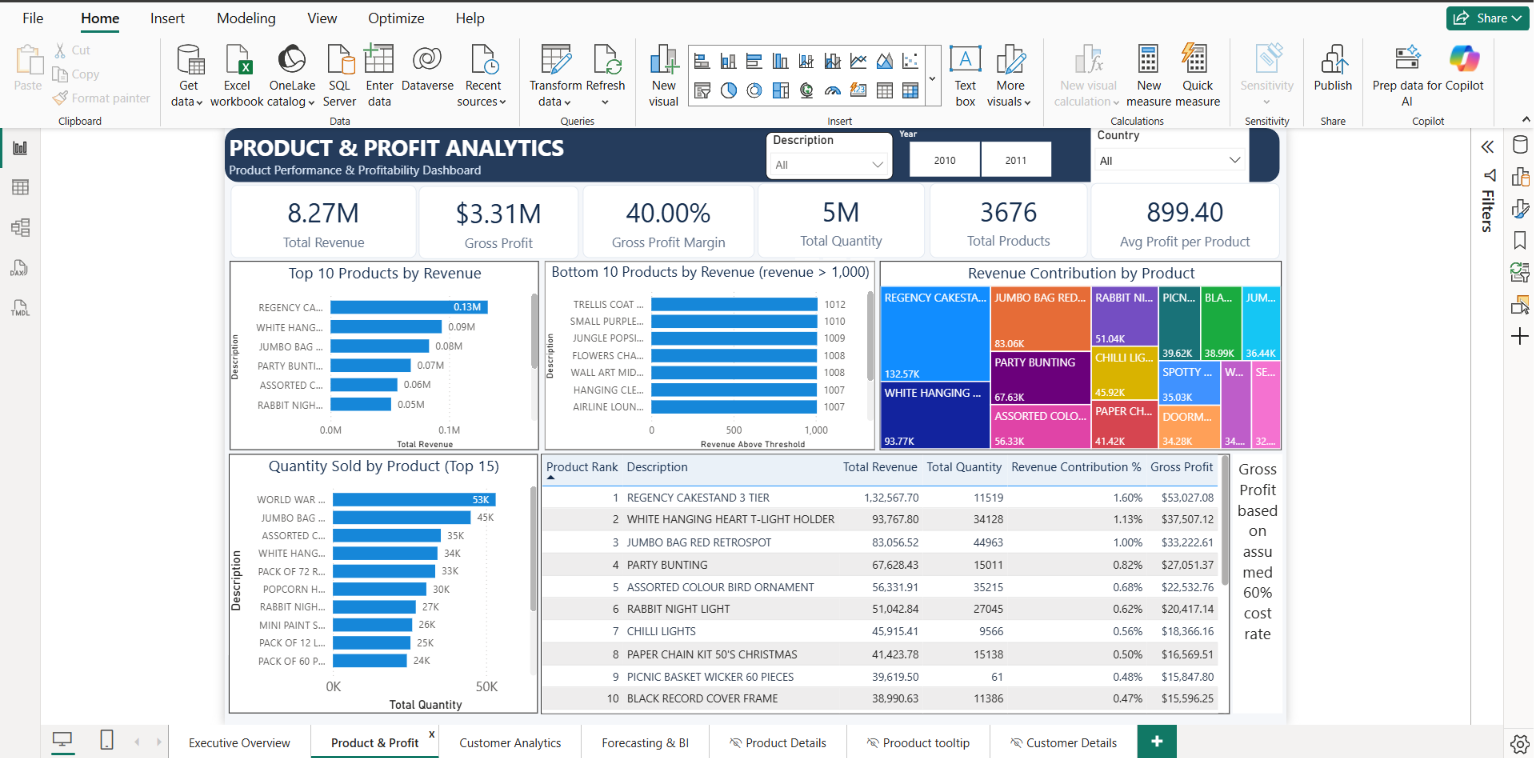 File Home Insert Modeling View Optimize Help Share
Paste Cut Copy Format painter
Get data Excel workbook OneLake catalog SQL Server Enter data Dataverse Recent sources
Transform data Refresh
New visual Text box More visuals
New visual calculation New measure Quick measure
Sensitivity Publish Prep data for AI Copilot
Clipboard Data Queries Insert Calculations Sensitivity Share Copilot
PRODUCT & PROFIT ANALYTICS
Product Performance & Profitability Dashboard
Description
All
Year
2010 2011
Country
All
Filters
DAX
TMDL
8.27M
Total Revenue
$3.31M
Gross Profit
40.00%
Gross Profit Margin
5M
Total Quantity
3676
Total Products
899.40
Avg Profit per Product
Top 10 Products by Revenue
Description
REGENCY CA... 0.13M
WHITE HANG... 0.09M
JUMBO BAG ... 0.08M
PARTY BUNTI... 0.07M
ASSORTED C... 0.06M
RABBIT NIGH... 0.05M
0.0M 0.1M
Total Revenue
Bottom 10 Products by Revenue (revenue > 1,000)
Description
TRELLIS COAT ... 1012
SMALL PURPLE... 1010
JUNGLE POPSI... 1009
FLOWERS CHA... 1008
WALL ART MID... 1008
HANGING CLE... 1007
AIRLINE LOUN... 1007
0 500 1,000
Revenue Above Threshold
Revenue Contribution by Product
REGENCY CAKESTA...
132.57K
WHITE HANGING ...
93.77K
JUMBO BAG RED...
83.06K
PARTY BUNTING
67.63K
ASSORTED COLO...
56.33K
RABBIT NI...
51.04K
CHILLI LIG...
45.92K
PAPER CH...
41.42K
PICN...
39.62K
BLA...
38.99K
JUM...
36.44K
SPOTTY ...
35.03K
DOORM...
34.28K
W...
34....
SE...
32....
Quantity Sold by Product (Top 15)
Description
WORLD WAR ... 53K
JUMBO BAG ... 45K
ASSORTED C... 35K
WHITE HANG... 34K
PACK OF 72 R... 33K
POPCORN H... 30K
RABBIT NIGH... 27K
MINI PAINT S... 26K
PACK OF 12 L... 25K
PACK OF 60 P... 24K
0K 50K
Total Quantity
Product Rank Description Total Revenue Total Quantity Revenue Contribution % Gross Profit
1 REGENCY CAKESTAND 3 TIER 1,32,567.70 11519 1.60% $53,027.08
2 WHITE HANGING HEART T-LIGHT HOLDER 93,767.80 34128 1.13% $37,507.12
3 JUMBO BAG RED RETROSPOT 83,056.52 44963 1.00% $33,222.61
4 PARTY BUNTING 67,628.43 15011 0.82% $27,051.37
5 ASSORTED COLOUR BIRD ORNAMENT 56,331.91 35215 0.68% $22,532.76
6 RABBIT NIGHT LIGHT 51,042.84 27045 0.62% $20,417.14
7 CHILLI LIGHTS 45,915.41 9566 0.56% $18,366.16
8 PAPER CHAIN KIT 50'S CHRISTMAS 41,423.78 15138 0.50% $16,569.51
9 PICNIC BASKET WICKER 60 PIECES 39,619.50 61 0.48% $15,847.80
10 BLACK RECORD COVER FRAME 38,990.63 11386 0.47% $15,596.25
Gross
Profit
based
on
assu
med
60%
cost
rate
Executive Overview Product & Profit x Customer Analytics Forecasting & BI Product Details Prooduct tooltip Customer Details +